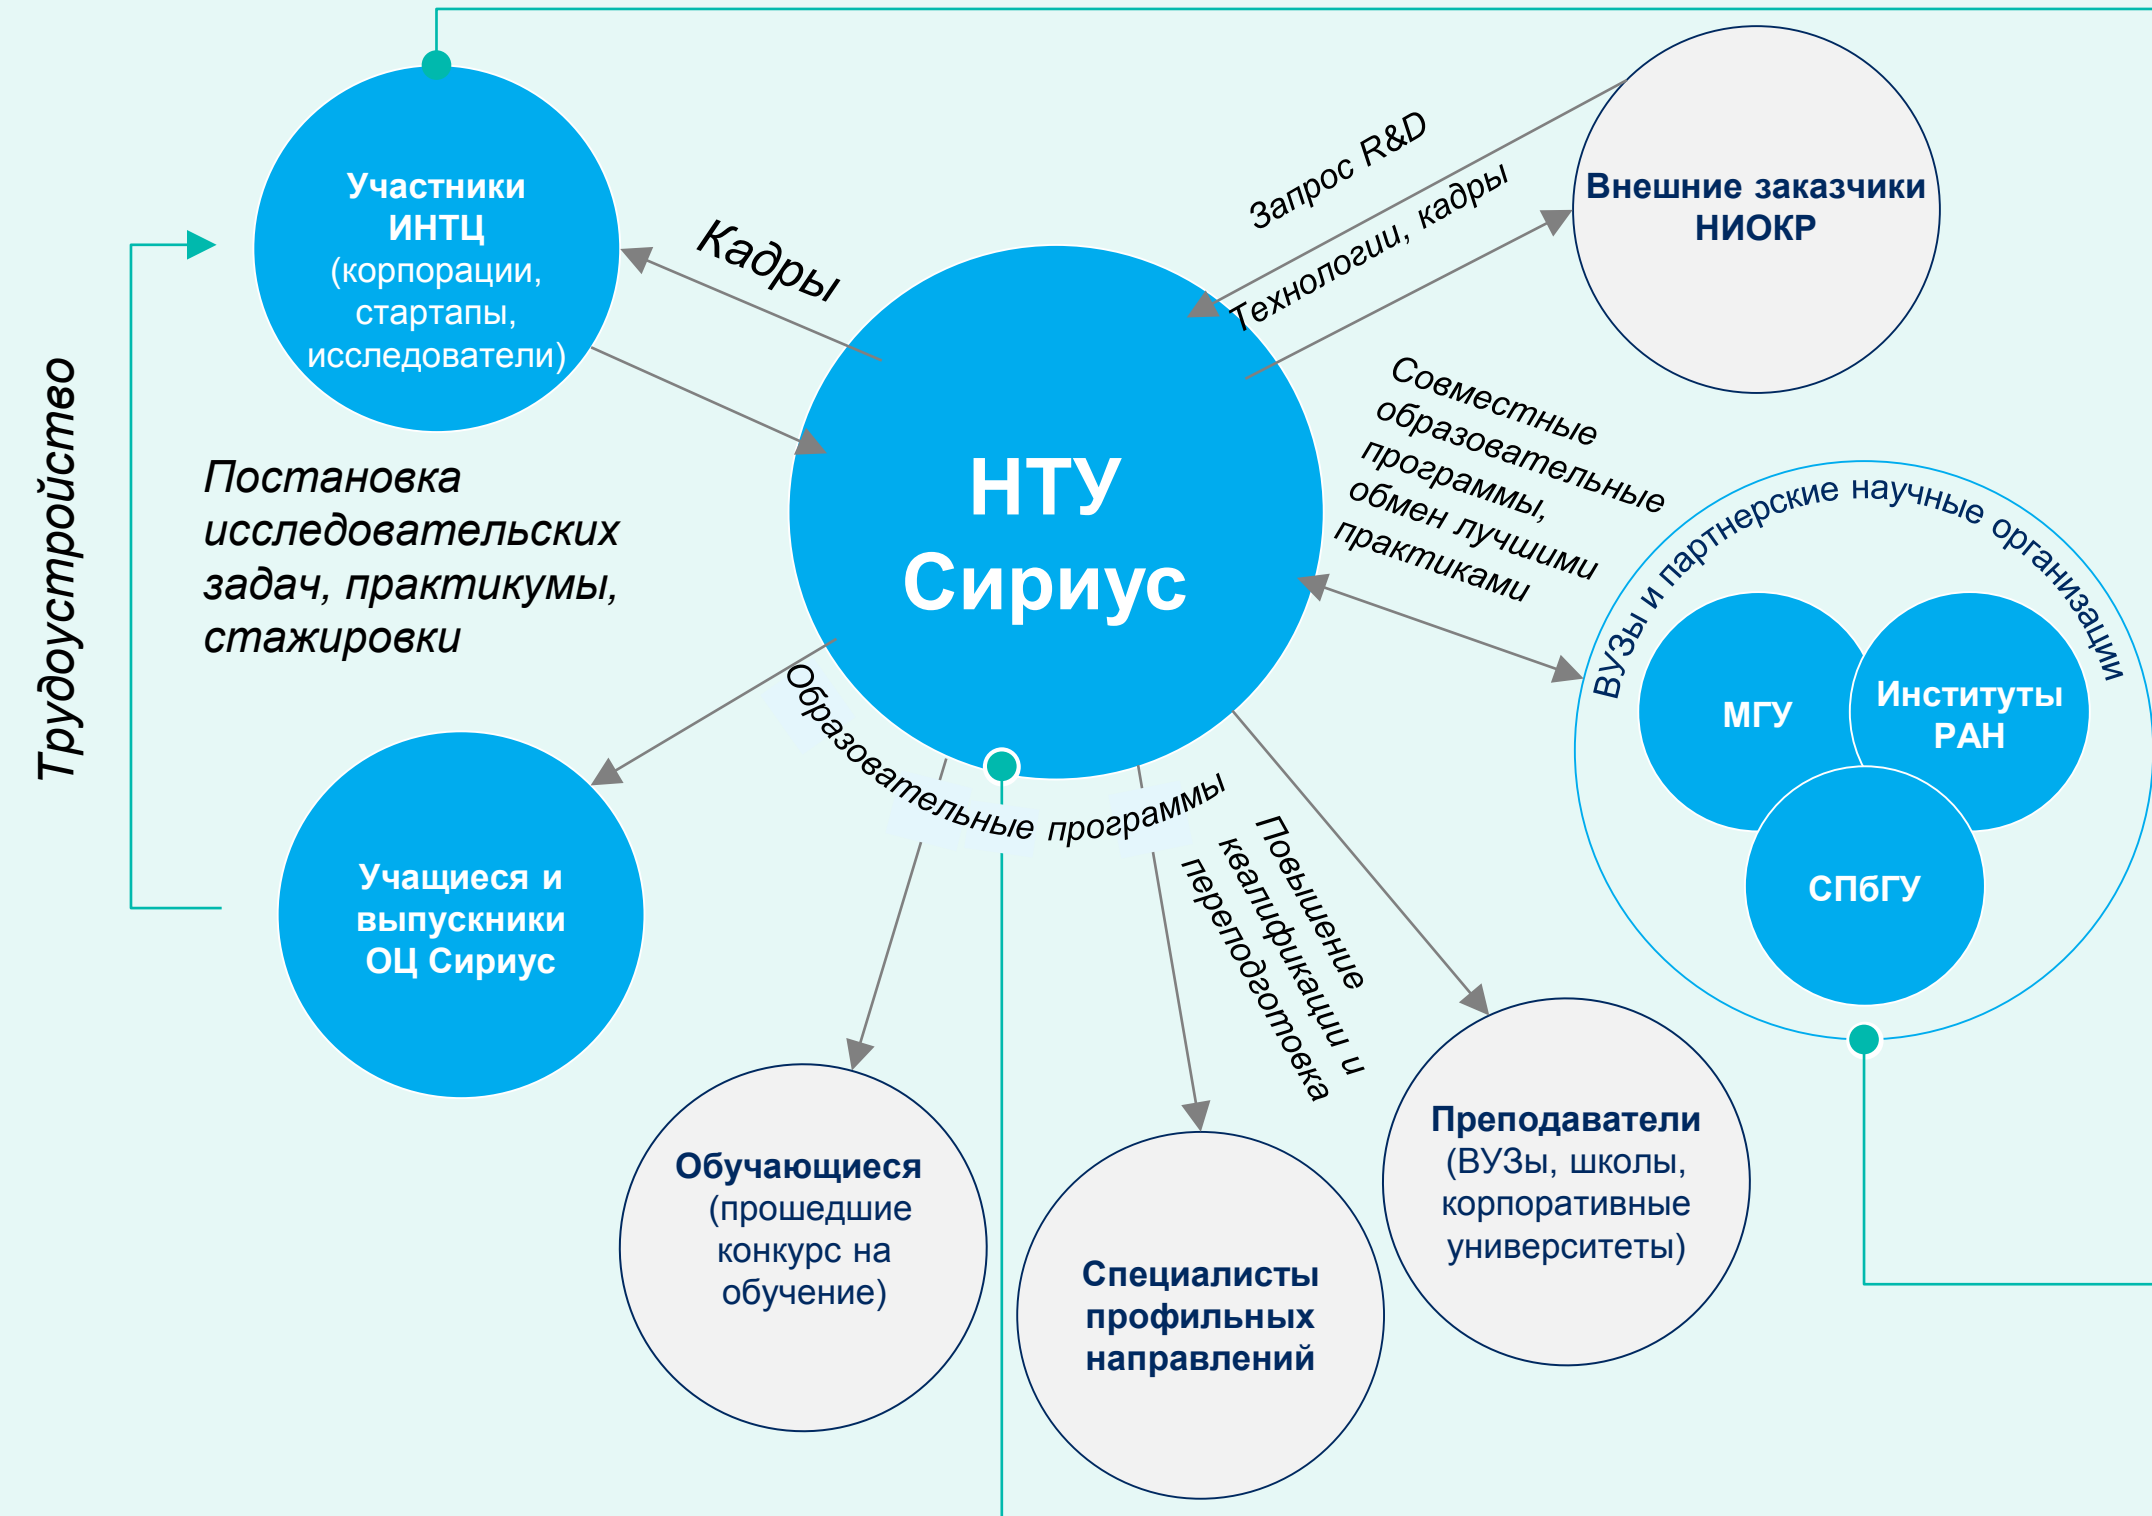 Участники
ИНТЦ
(корпорации,
стартапы,
исследователи)
Кадры
Запрос R&D
Технологии, кадры
Внешние заказчики
НИОКР
Трудоустройство
Постановка
исследовательских
задач, практикумы,
стажировки
НТУ
Сириус
Совместные
образовательные
программы,
обмен лучшими
практиками
ВУЗы и партнерские научные организации
МГУ
Институты
РАН
СПбГУ
Образовательные программы
Повышение
квалификации и
переподготовка
Учащиеся и
выпускники
ОЦ Сириус
Обучающиеся
(прошедшие
конкурс на
обучение)
Специалисты
профильных
направлений
Преподаватели
(ВУЗы, школы,
корпоративные
университеты)